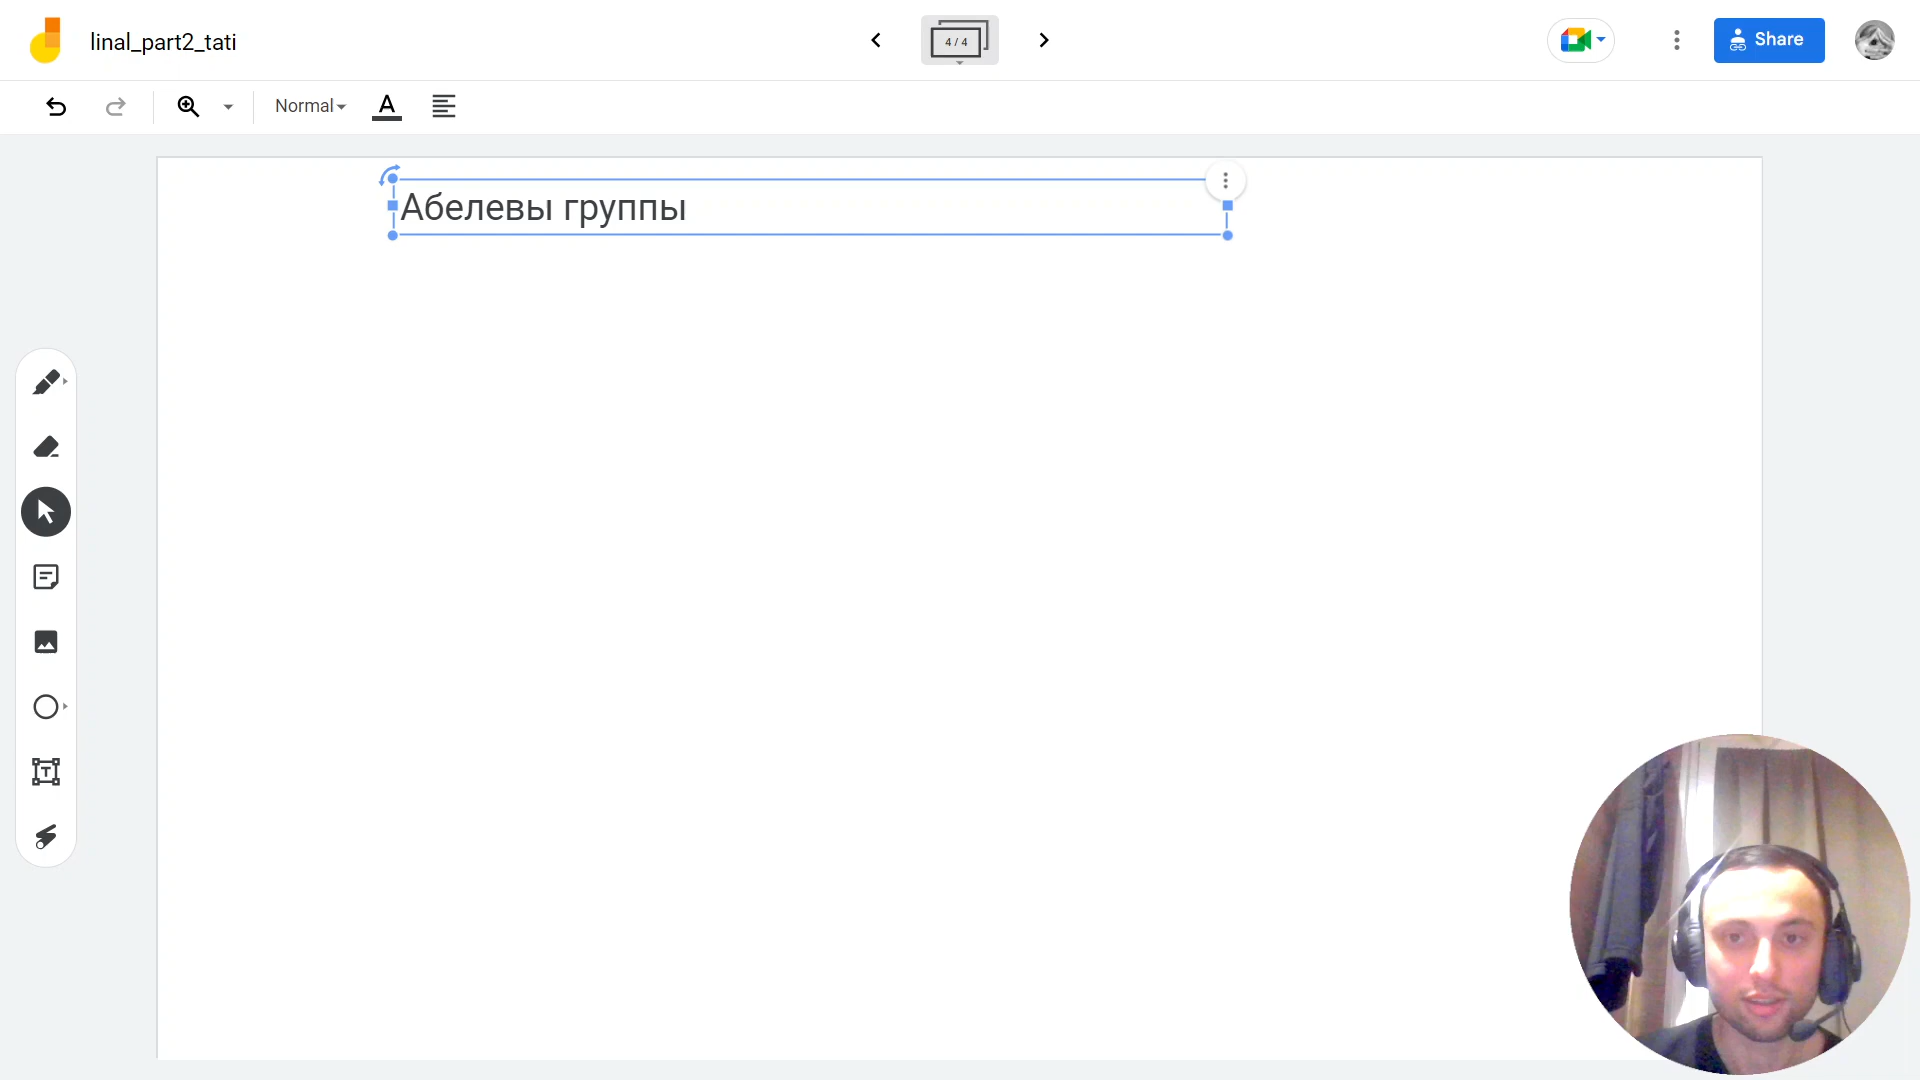 linal_part2_tati
4 / 4
Share
Normal
A
Абелевы группы
T